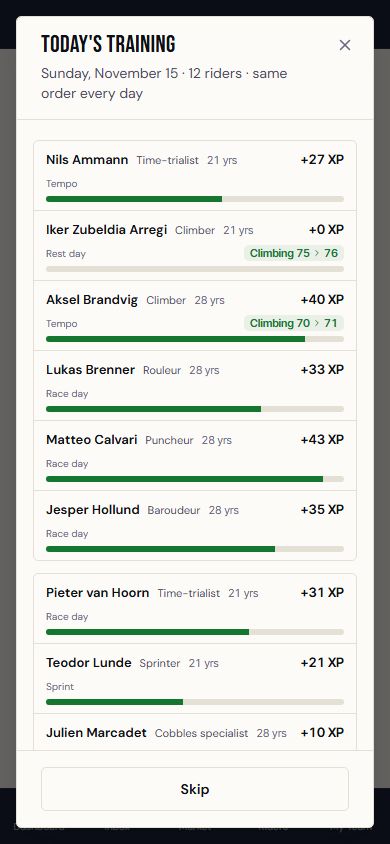 TODAY'S TRAINING
Sunday, November 15 · 12 riders · same
order every day
Nils Ammann Time-trialist 21 yrs +27 XP
Tempo
Iker Zubeldia Arregi Climber 21 yrs +0 XP
Rest day Climbing 75 > 76
Aksel Brandvig Climber 28 yrs +40 XP
Tempo Climbing 70 > 71
Lukas Brenner Rouleur 28 yrs +33 XP
Race day
Matteo Calvari Puncheur 28 yrs +43 XP
Race day
Jesper Hollund Baroudeur 28 yrs +35 XP
Race day
Pieter van Hoorn Time-trialist 21 yrs +31 XP
Race day
Teodor Lunde Sprinter 21 yrs +21 XP
Sprint
Julien Marcadet Cobbles specialist 28 yrs +10 XP
Skip